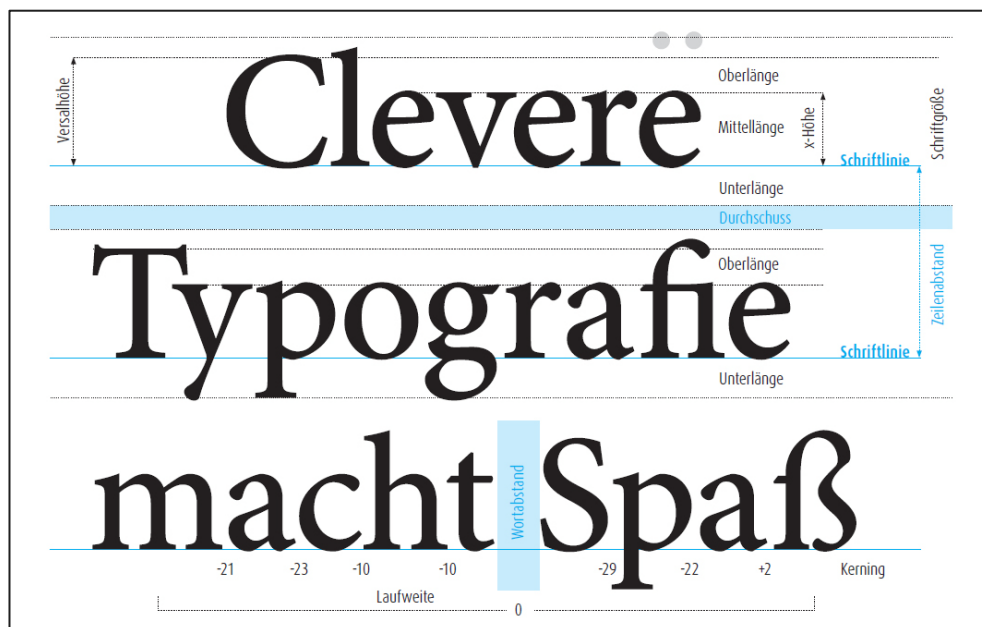 Clevere
Versalhöhe
Oberlänge
Mittellänge
x-Höhe
Schriftgöße
Schriftlinie
Unterlänge
Durchschuss
Typografie
Oberlänge
Zeilenabstand
Schriftlinie
Unterlänge
macht Spaß
Wortabstand
-21 -23 -10 -10 -29 -22 +2 Kerning
Laufweite
0